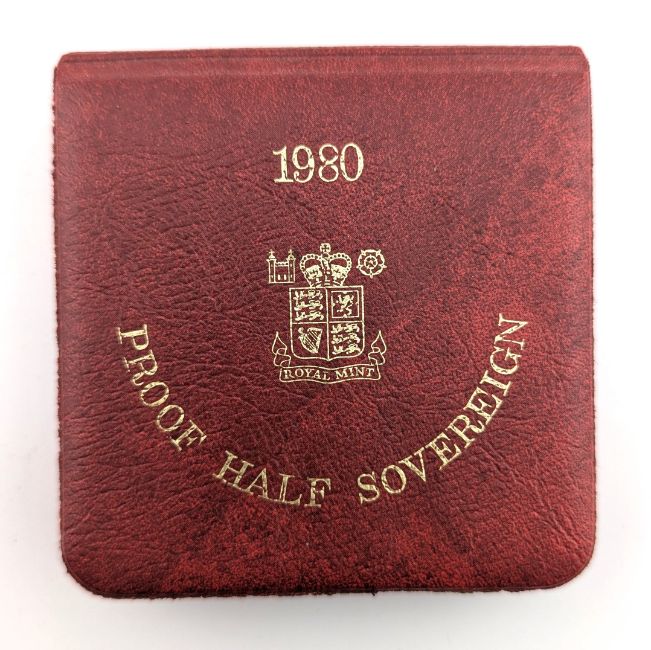 1980
ROYAL MINT
PROOF HALF SOVEREIGN